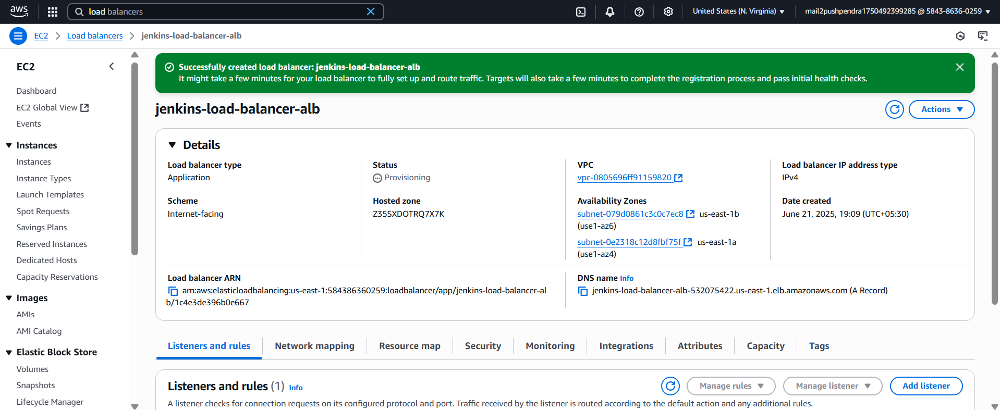 aws
load balancers
United States (N. Virginia)
mail2pushpendra1750492399285 @ 5843-8636-0259
EC2
Load balancers
jenkins-load-balancer-alb
EC2
Dashboard
EC2 Global View
Events
Instances
Instances
Instance Types
Launch Templates
Spot Requests
Savings Plans
Reserved Instances
Dedicated Hosts
Capacity Reservations
Images
AMIs
AMI Catalog
Elastic Block Store
Volumes
Snapshots
Lifecycle Manager
Successfully created load balancer: jenkins-load-balancer-alb
It might take a few minutes for your load balancer to fully set up and route traffic. Targets will also take a few minutes to complete the registration process and pass initial health checks.
jenkins-load-balancer-alb
Actions
Details
Load balancer type
Application
Status
Provisioning
VPC
vpc-0805696ff91159820
Load balancer IP address type
IPv4
Scheme
Internet-facing
Hosted zone
Z35SXDOTRQ7X7K
Availability Zones
subnet-079d0861c3c0c7ec8 us-east-1b
(use1-az6)
subnet-0e2318c12d8fbf75f us-east-1a
(use1-az4)
Date created
June 21, 2025, 19:09 (UTC+05:30)
Load balancer ARN
arn:aws:elasticloadbalancing:us-east-1:584386360259:loadbalancer/app/jenkins-load-balancer-al
b/1c4e3de396b0e667
DNS name Info
jenkins-load-balancer-alb-532075422.us-east-1.elb.amazonaws.com (A Record)
Listeners and rules
Network mapping
Resource map
Security
Monitoring
Integrations
Attributes
Capacity
Tags
Listeners and rules (1) Info
Manage rules
Manage listener
Add listener
A listener checks for connection requests on its configured protocol and port. Traffic received by the listener is routed according to the default action and any additional rules.